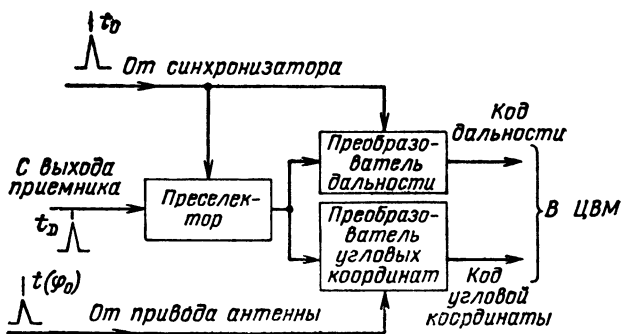 t₀
От синхронизатора
С выхода
приемника
t_D
Преселек-
тор
Преобразо-
ватель
дальности
Код
дальности
Преобразо-
ватель
угловых
координат
В ЦВМ
Код
угловой
координаты
t(φ₀)
От привода антенны